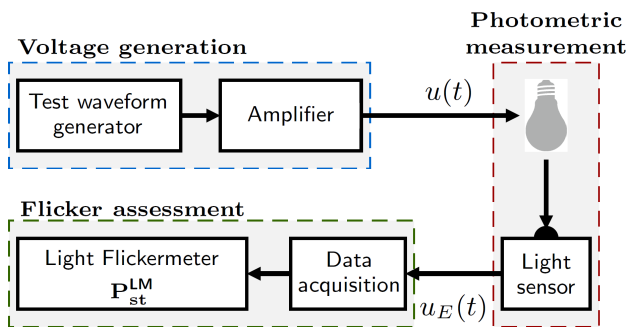 Voltage generation
Photometric
measurement
Test waveform
generator
Amplifier
u(t)
Flicker assessment
Light Flickermeter
P_st^LM
Data
acquisition
u_E(t)
Light
sensor